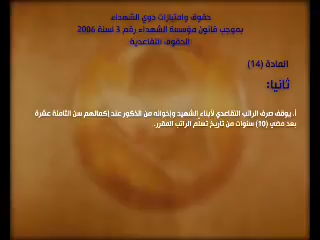 حقوق وامتيازات ذوي الشهداء
بموجب قانون مؤسسة الشهداء رقم 3 لسنة 2006
الحقوق التقاعدية
المادة (14)
ثانيا:
أ. يوقف صرف الراتب التقاعدي لأبناء الشهيد وإخوانه من الذكور عند إكمالهم سن الثامنة عشرة
بعد مضي (10) سنوات من تاريخ تسلم الراتب المقرر.